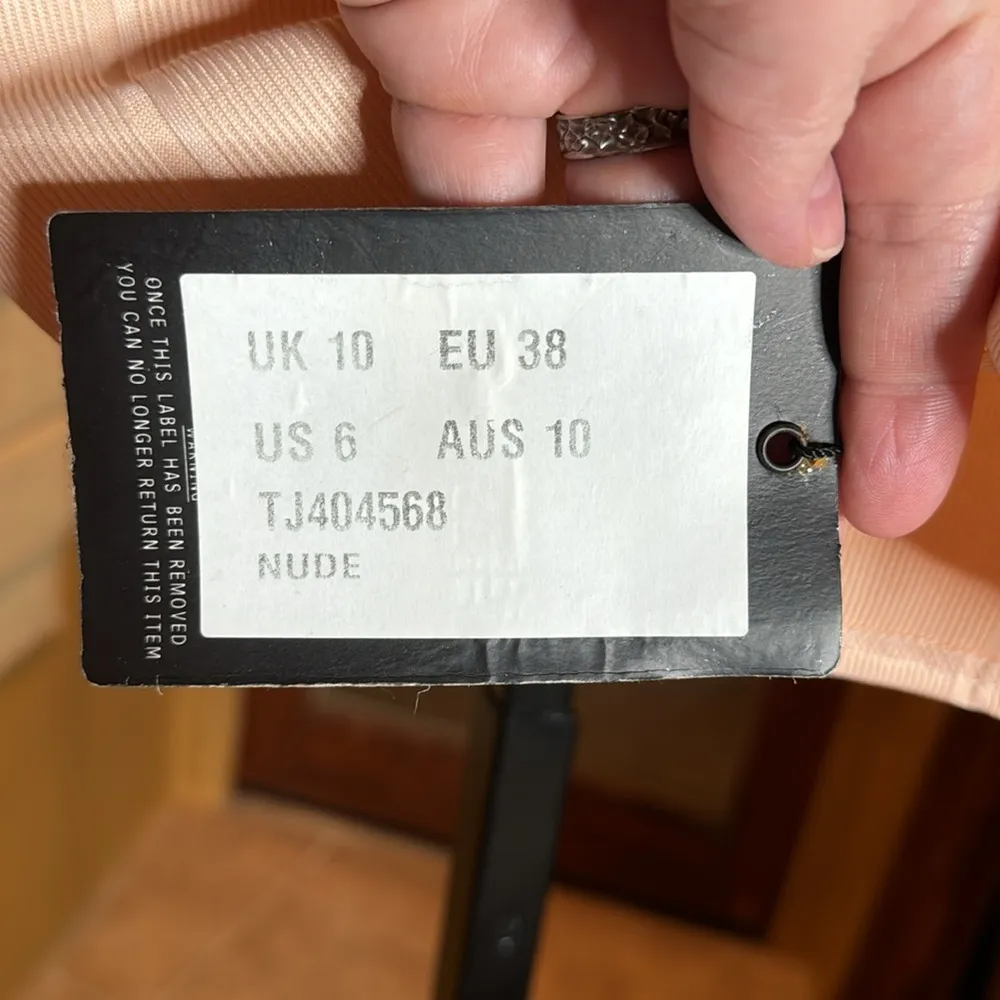 UK 10 EU 38
US 6 AUS 10
TJ404568
NUDE
WARNING
ONCE THIS LABEL HAS BEEN REMOVED
YOU CAN NO LONGER RETURN THIS ITEM